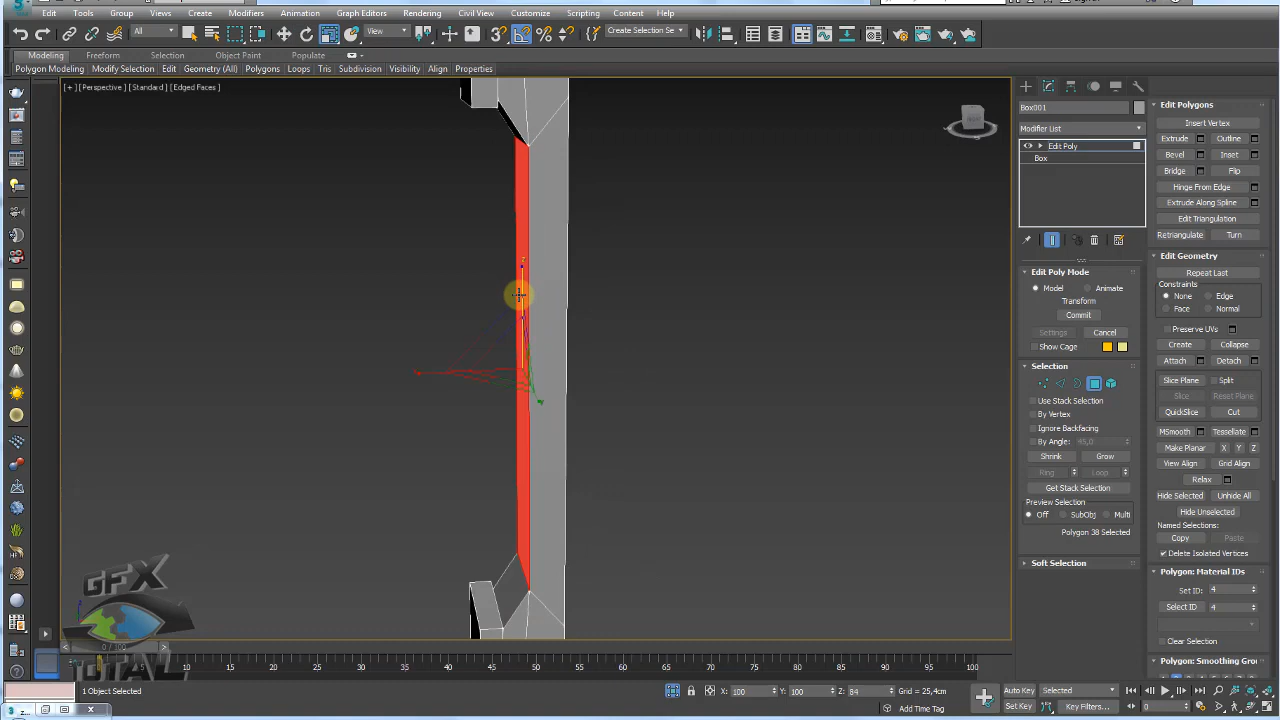 Edit Tools Group Views Create Modifiers Animation Graph Editors Rendering Civil View Customize Scripting Content Help
All View Create Selection Se
Modeling Freeform Selection Object Paint Populate
Polygon Modeling Modify Selection Edit Geometry (All) Polygons Loops Tris Subdivision Visibility Align Properties
[+] [Perspective] [Standard] [Edged Faces]
Box001
Modifier List
Edit Poly
Box
Edit Poly Mode
Model Animate
Transform
Commit
Settings Cancel
Show Cage
Selection
Use Stack Selection
By Vertex
Ignore Backfacing
By Angle: 45,0
Shrink Grow
Ring Loop
Get Stack Selection
Preview Selection
Off SubObj Multi
Polygon 38 Selected
Soft Selection
Edit Polygons
Insert Vertex
Extrude Outline
Bevel Inset
Bridge Flip
Hinge From Edge
Extrude Along Spline
Edit Triangulation
Retriangulate Turn
Edit Geometry
Repeat Last
Constraints
None Edge
Face Normal
Preserve UVs
Create Collapse
Attach Detach
Slice Plane Split
Slice Reset Plane
QuickSlice Cut
MSmooth Tessellate
Make Planar X Y Z
View Align Grid Align
Relax
Hide Selected Unhide All
Hide Unselected
Named Selections:
Copy Paste
Delete Isolated Vertices
Polygon: Material IDs
Set ID: 4
Select ID 4
Clear Selection
Polygon: Smoothing Gro
GFX
TOTAL
0 / 100
15 20 25 30 35 40 45 50 55 60 65 70 75 80 85 90 95 100
1 Object Selected
X: 100 Y: 100 Z: 84 Grid = 25,4cm
Add Time Tag
Auto Key Selected
Set Key Key Filters...
0
z...